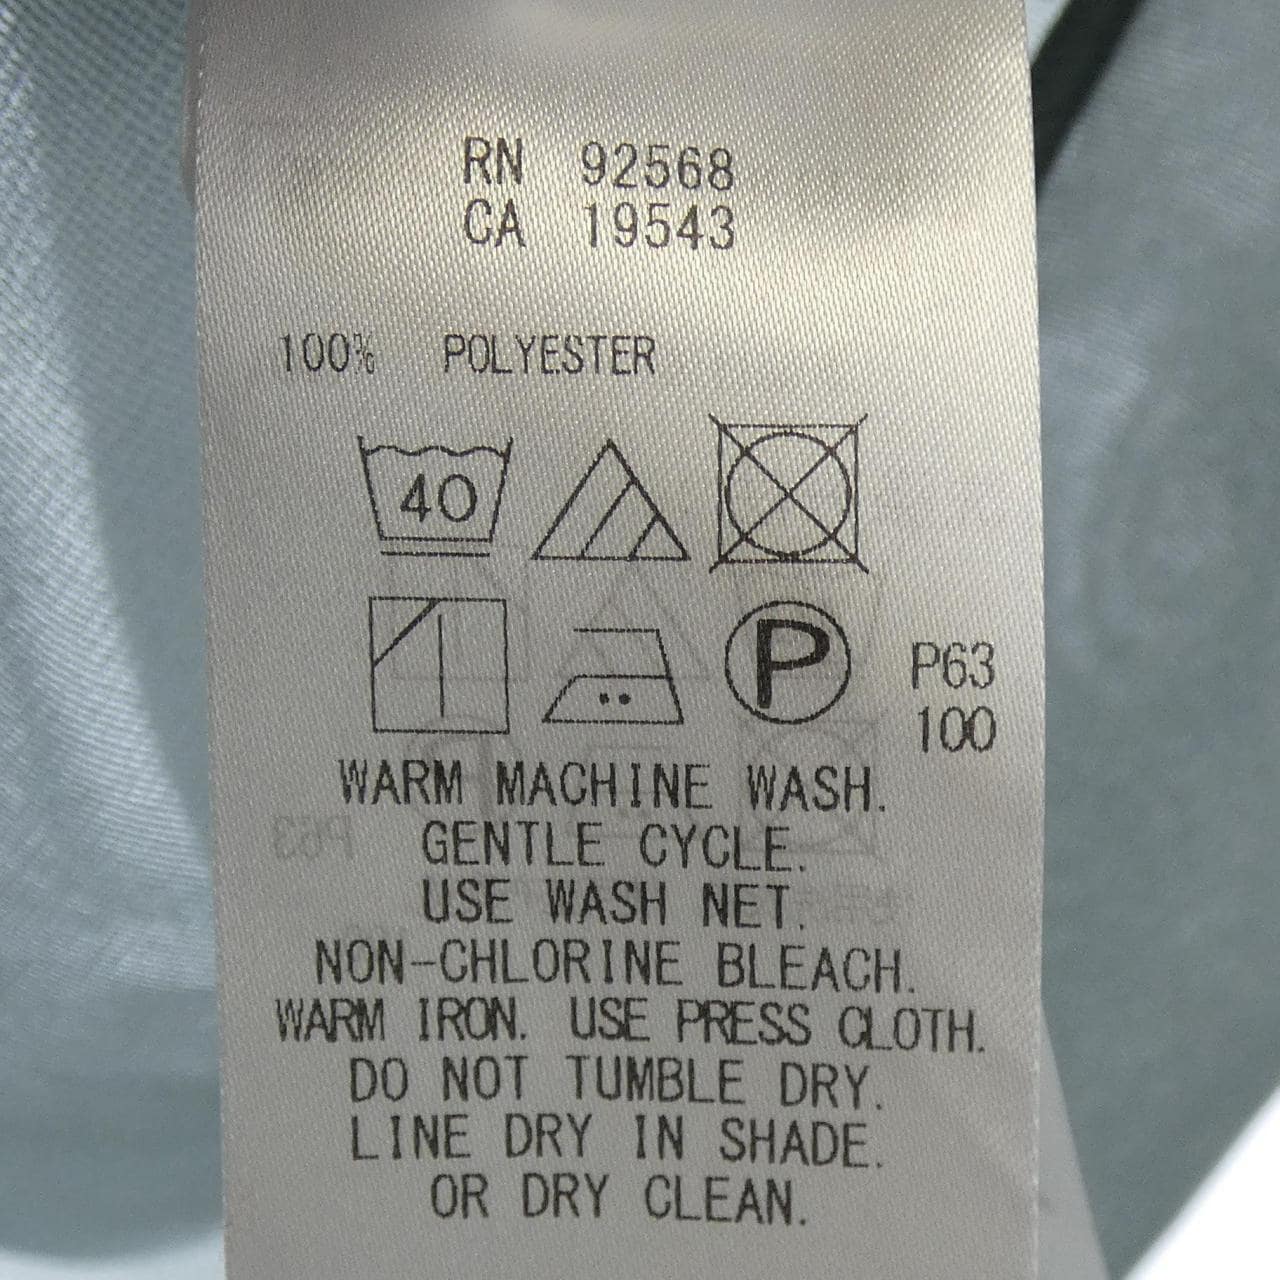 RN 92568
CA 19543
100% POLYESTER
40
P
P63
100
WARM MACHINE WASH.
GENTLE CYCLE.
USE WASH NET.
NON-CHLORINE BLEACH.
WARM IRON. USE PRESS CLOTH.
DO NOT TUMBLE DRY.
LINE DRY IN SHADE.
OR DRY CLEAN.